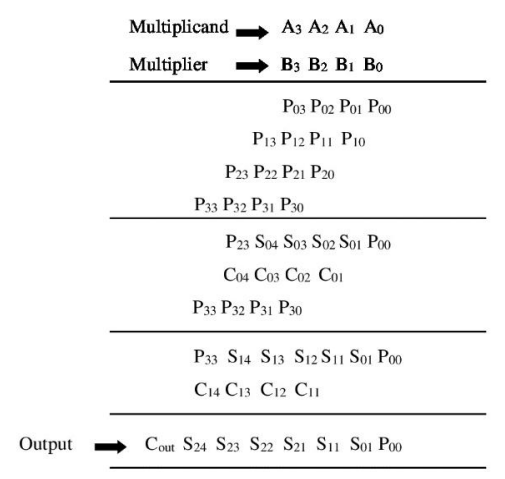 Multiplicand A3 A2 A1 A0
Multiplier B3 B2 B1 B0
P03 P02 P01 P00
P13 P12 P11 P10
P23 P22 P21 P20
P33 P32 P31 P30
P23 S04 S03 S02 S01 P00
C04 C03 C02 C01
P33 P32 P31 P30
P33 S14 S13 S12 S11 S01 P00
C14 C13 C12 C11
Output Cout S24 S23 S22 S21 S11 S01 P00